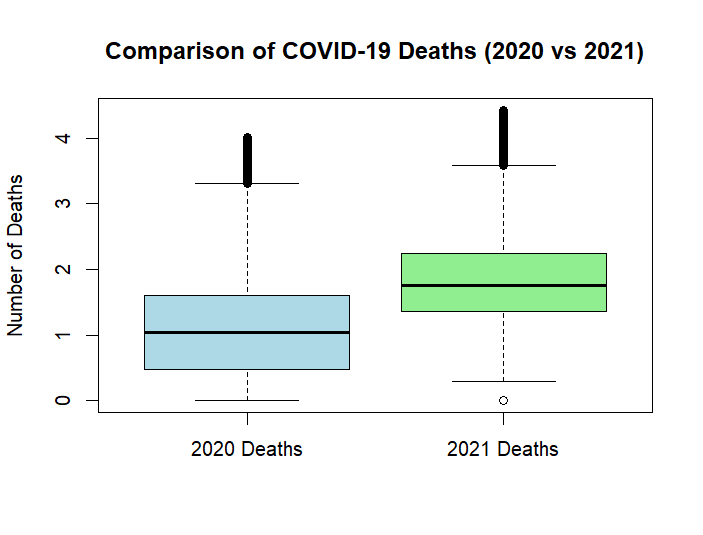 Comparison of COVID-19 Deaths (2020 vs 2021)
Number of Deaths
4
3
2
1
0
2020 Deaths
2021 Deaths